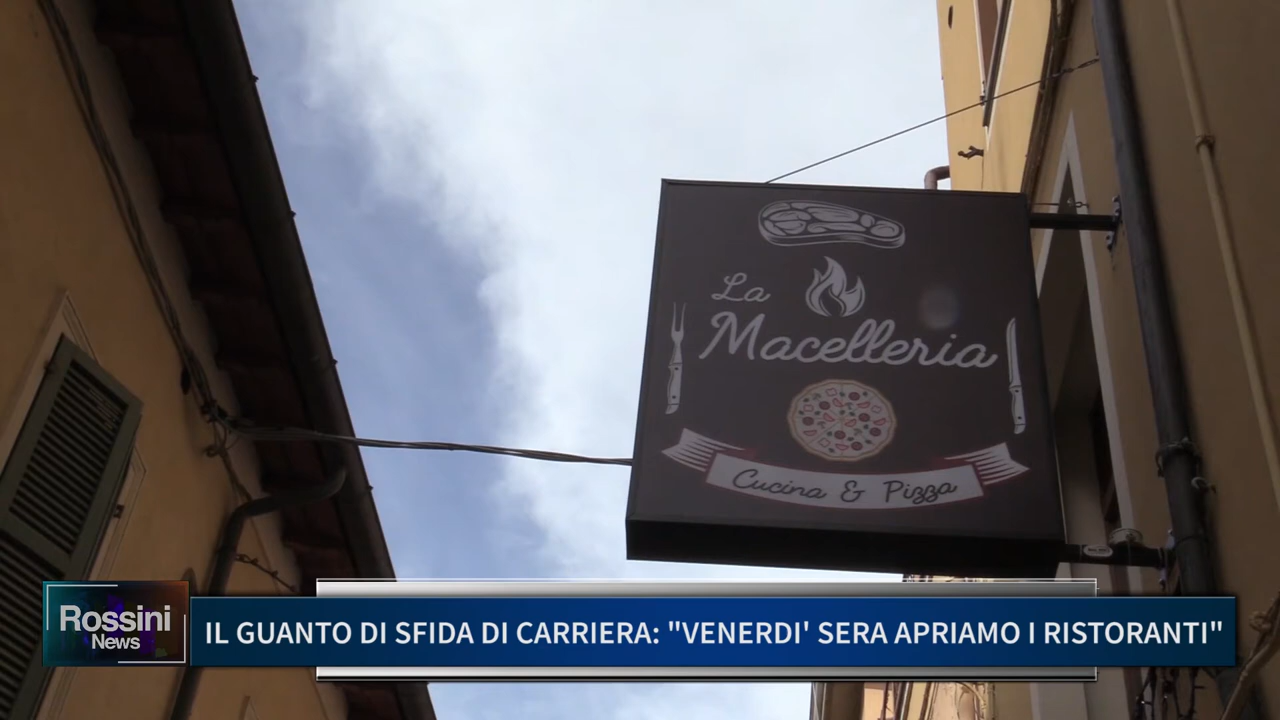 La
Macelleria
Cucina & Pizza
Rossini
News
IL GUANTO DI SFIDA DI CARRIERA: "VENERDI' SERA APRIAMO I RISTORANTI"